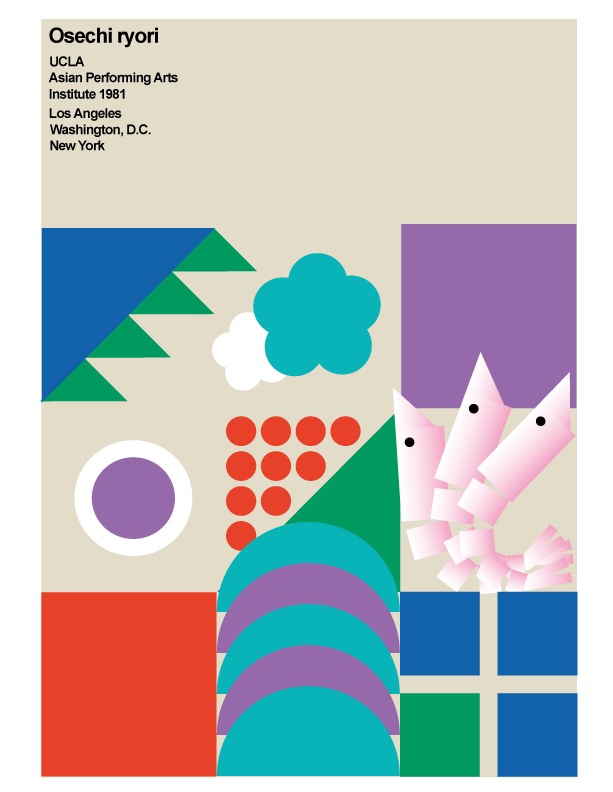 Osechi ryori
UCLA
Asian Performing Arts
Institute 1981
Los Angeles
Washington, D.C.
New York